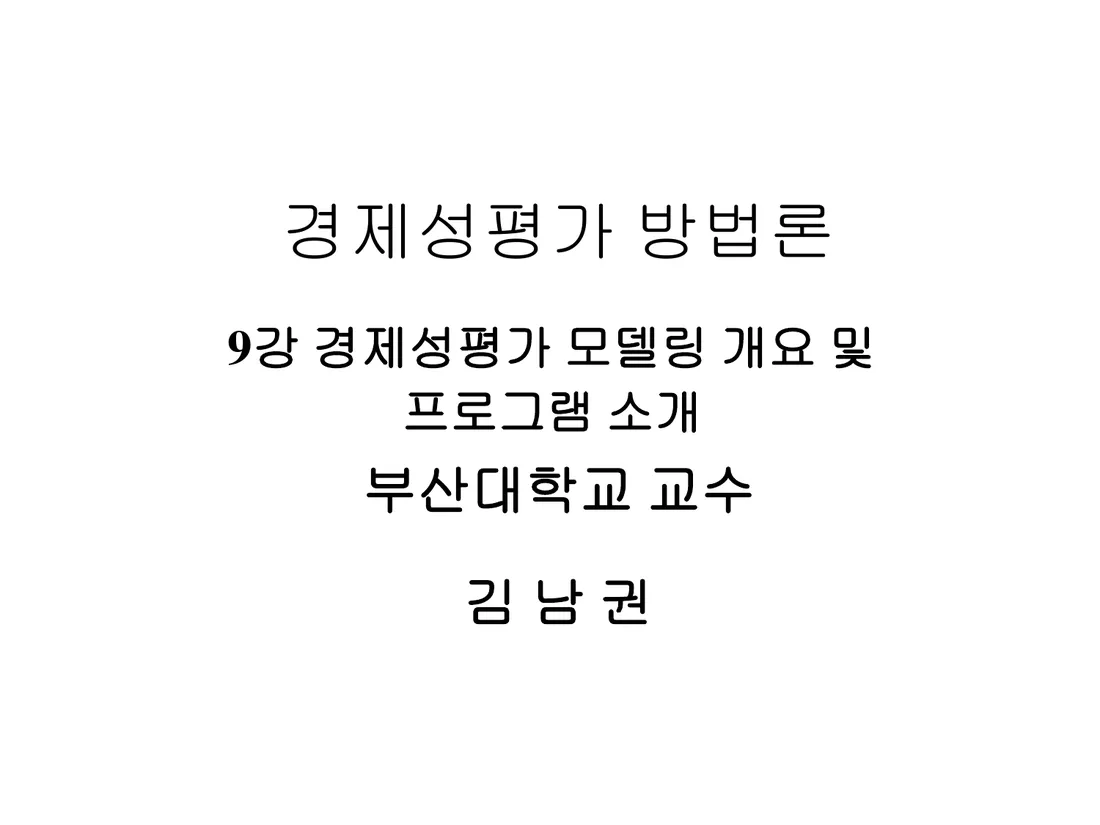 경제성평가 방법론
9강 경제성평가 모델링 개요 및
프로그램 소개
부산대학교 교수
김 남 권